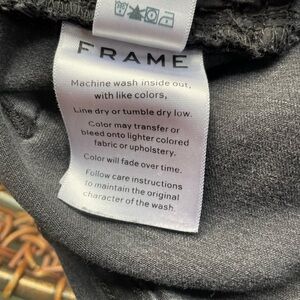 FRAME
Machine wash inside out,
with like colors,
Line dry or tumble dry low.
Color may transfer or
bleed onto lighter colored
fabric or upholstery.
Color will fade over time.
Follow care instructions
to maintain the original
character of the wash